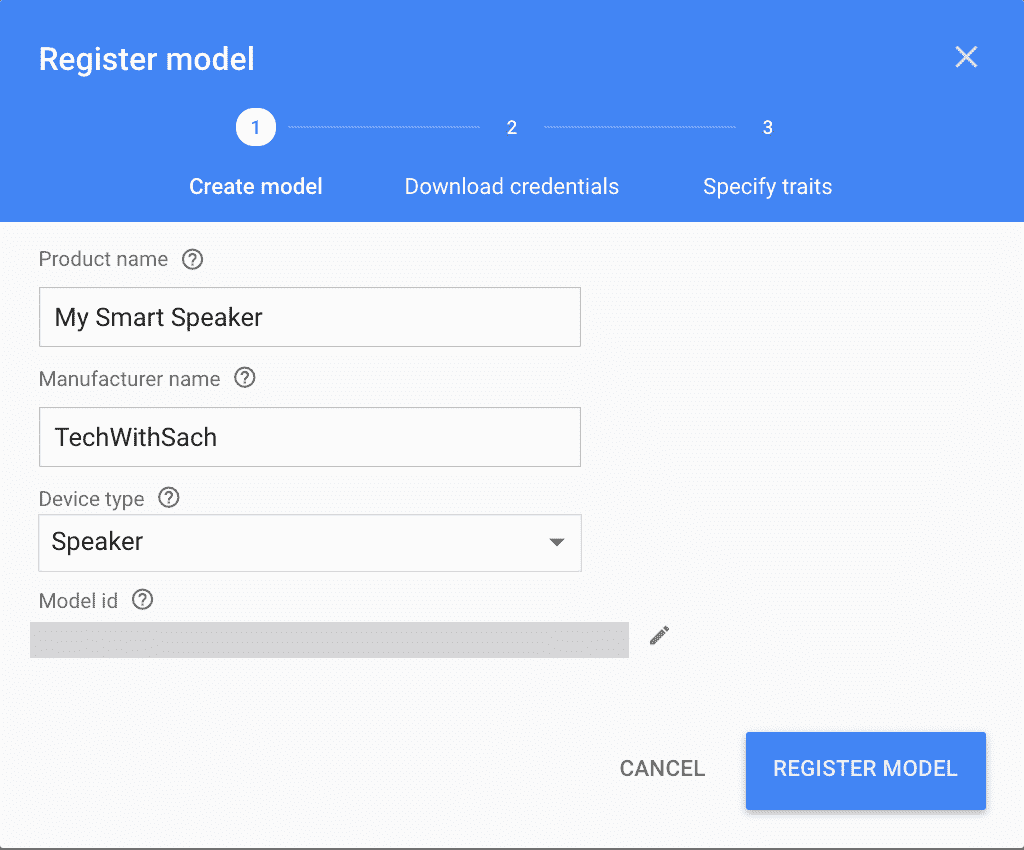 Register model
1 2 3
Create model Download credentials Specify traits
Product name
My Smart Speaker
Manufacturer name
TechWithSach
Device type
Speaker
Model id
CANCEL REGISTER MODEL